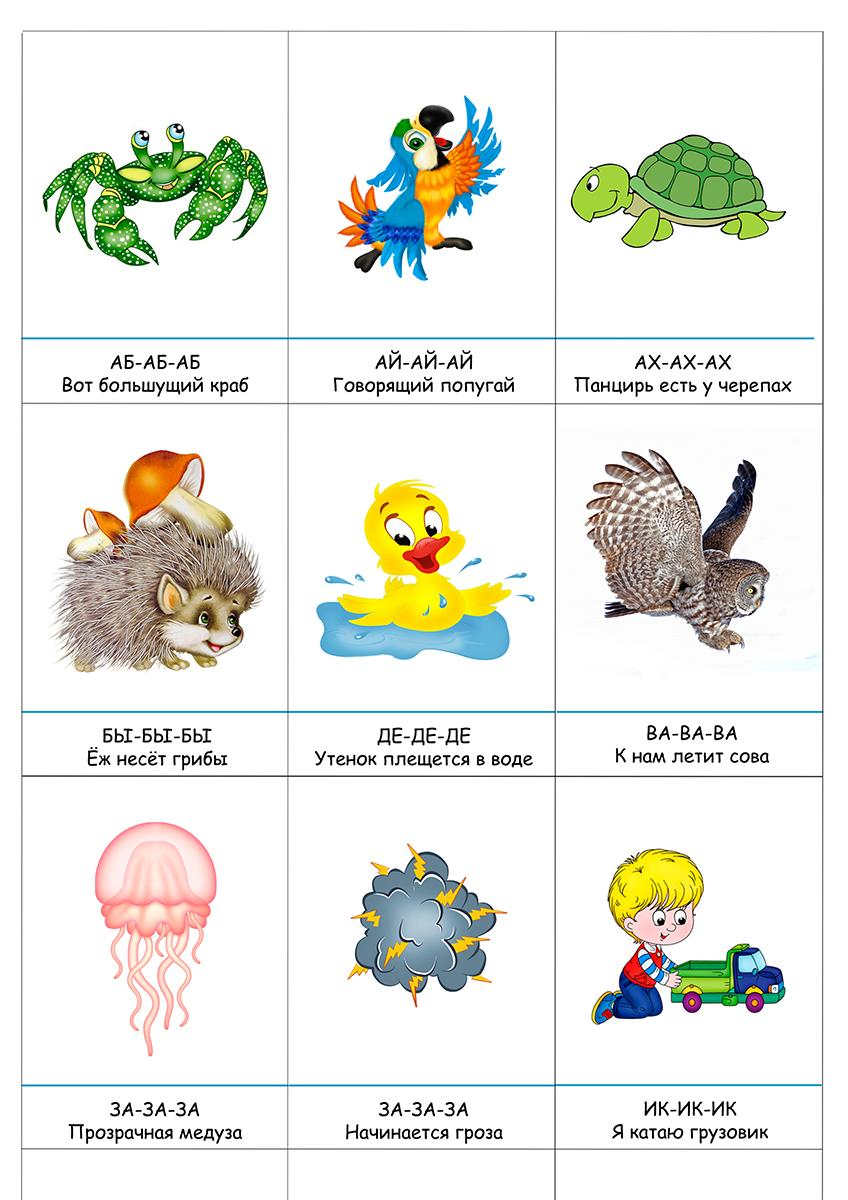 АБ-АБ-АБ
Вот большущий краб
АЙ-АЙ-АЙ
Говорящий попугай
АХ-АХ-АХ
Панцирь есть у черепах
БЫ-БЫ-БЫ
Ёж несёт грибы
ДЕ-ДЕ-ДЕ
Утенок плещется в воде
ВА-ВА-ВА
К нам летит сова
ЗА-ЗА-ЗА
Прозрачная медуза
ЗА-ЗА-ЗА
Начинается гроза
ИК-ИК-ИК
Я катаю грузовик